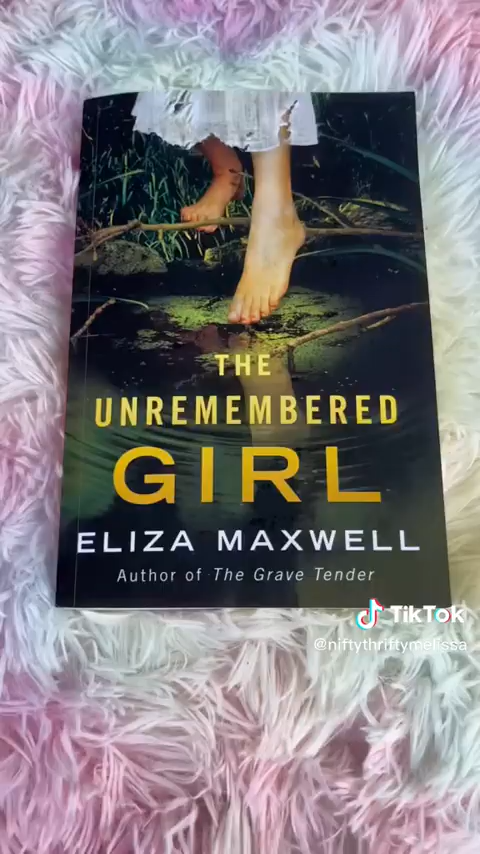 THE
UNREMEMBERED
GIRL
ELIZA MAXWELL
Author of The Grave Tender
TikTok
@niftythriftymelissa